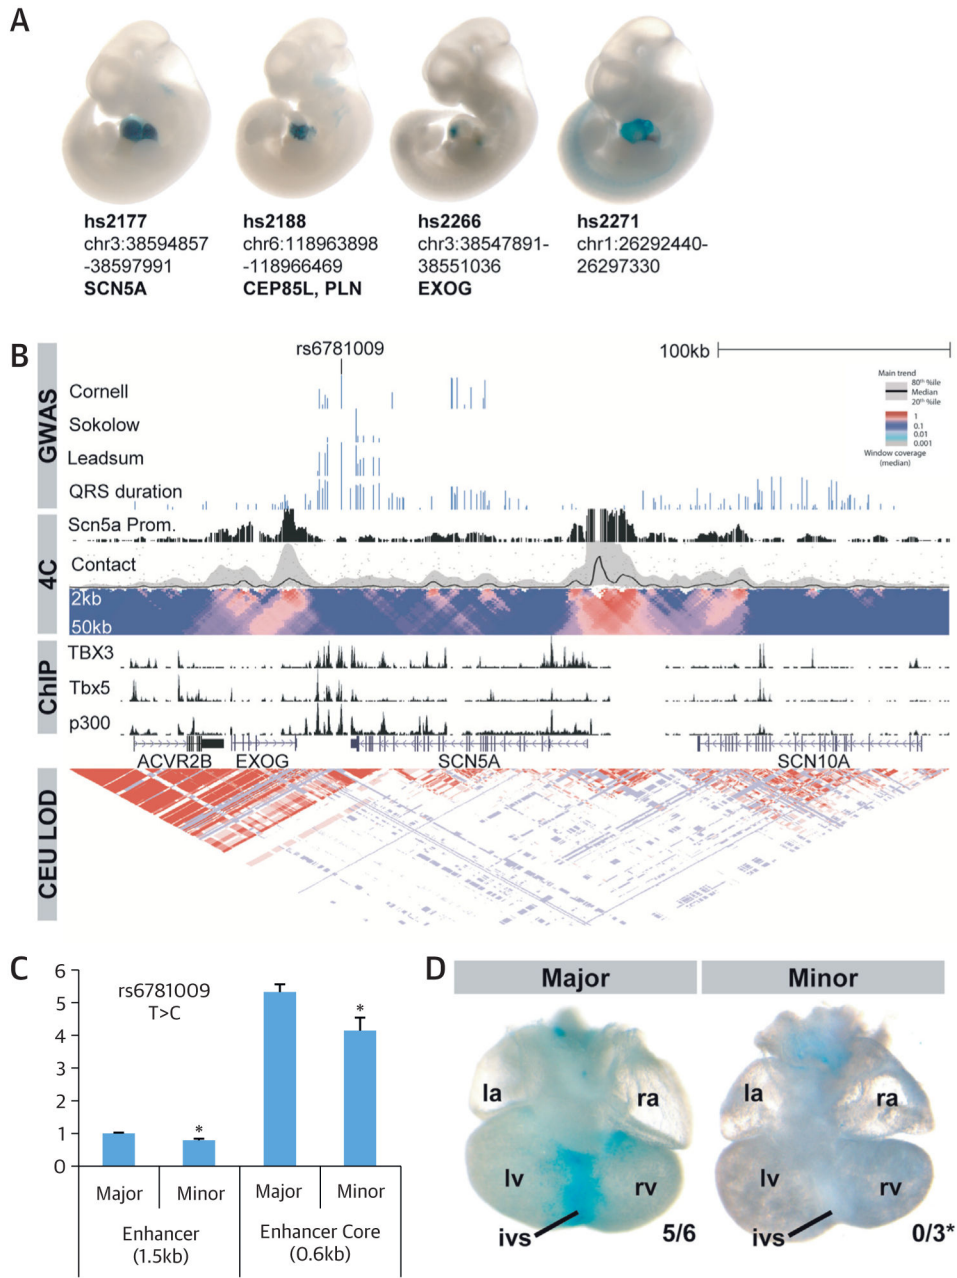 A
hs2177
chr3:38594857
-38597991
SCN5A
hs2188
chr6:118963898
-118966469
CEP85L, PLN
hs2266
chr3:38547891-
38551036
EXOG
hs2271
chr1:26292440-
26297330
B
GWAS
rs6781009
100kb
Cornell
Sokolow
Leadsum
QRS duration
Main trend
80th %ile
Median
20th %ile
1
0.1
0.01
0.001
Window coverage
(median)
4C
Scn5a Prom.
Contact
2kb
50kb
ChIP
TBX3
Tbx5
p300
ACVR2B EXOG SCN5A SCN10A
CEU LOD
C
6
5
4
3
2
1
0
rs6781009
T>C
*
*
Major Minor Major Minor
Enhancer
(1.5kb)
Enhancer Core
(0.6kb)
D
Major Minor
la ra la ra
lv rv lv rv
ivs 5/6 ivs 0/3*